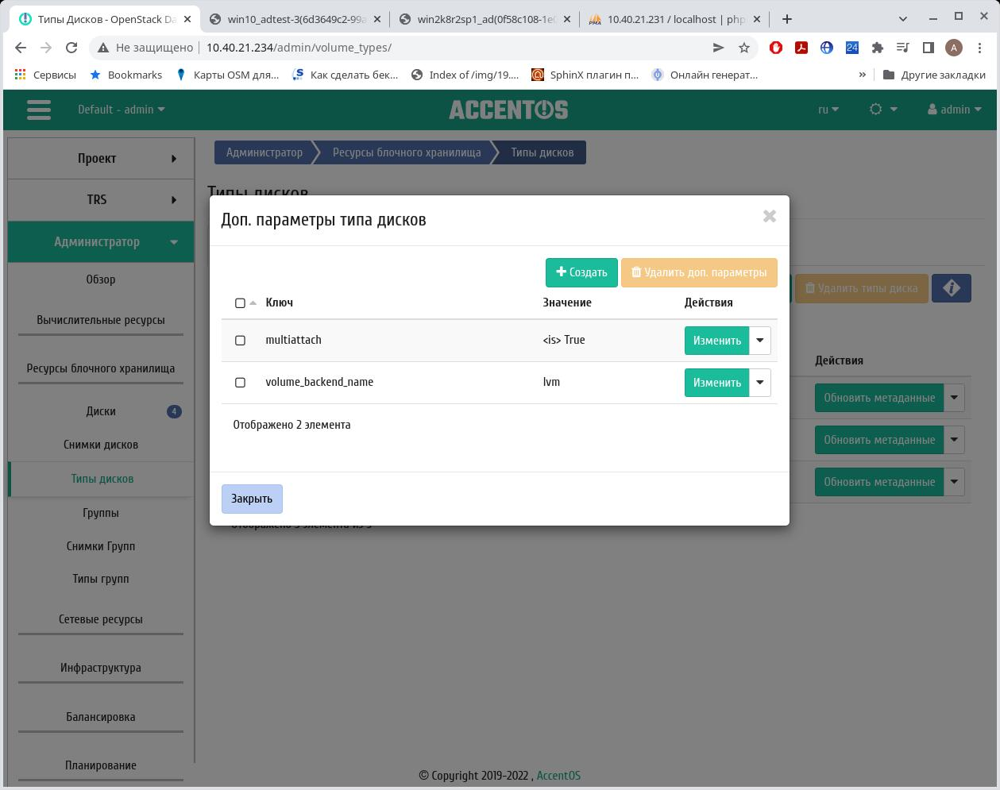 Типы Дисков - OpenStack Da
win10_adtest-3(6d3649c2-99a
win2k8r2sp1_ad(0f58c108-1e0
10.40.21.231 / localhost | php
Не защищено
10.40.21.234/admin/volume_types/
24
A
Сервисы
Bookmarks
Карты OSM для...
Как сделать бек...
Index of /img/19....
SphinX плагин п...
Онлайн генерат...
»
Другие закладки
Default - admin
ACCENTOS
ru
admin
Проект
TRS
Администратор
Обзор
Вычислительные ресурсы
Ресурсы блочного хранилища
Диски
4
Снимки дисков
Типы дисков
Группы
Снимки Групп
Типы групп
Сетевые ресурсы
Инфраструктура
Балансировка
Планирование
Администратор
Ресурсы блочного хранилища
Типы дисков
Типы дисков
Удалить типы диска
Действия
Обновить метаданные
Обновить метаданные
Обновить метаданные
Доп. параметры типа дисков
Создать
Удалить доп. параметры
Ключ Значение Действия
multiattach <is> True Изменить
volume_backend_name lvm Изменить
Отображено 2 элемента
Закрыть
Отображено 3 элемента из 3
© Copyright 2019-2022 , AccentOS